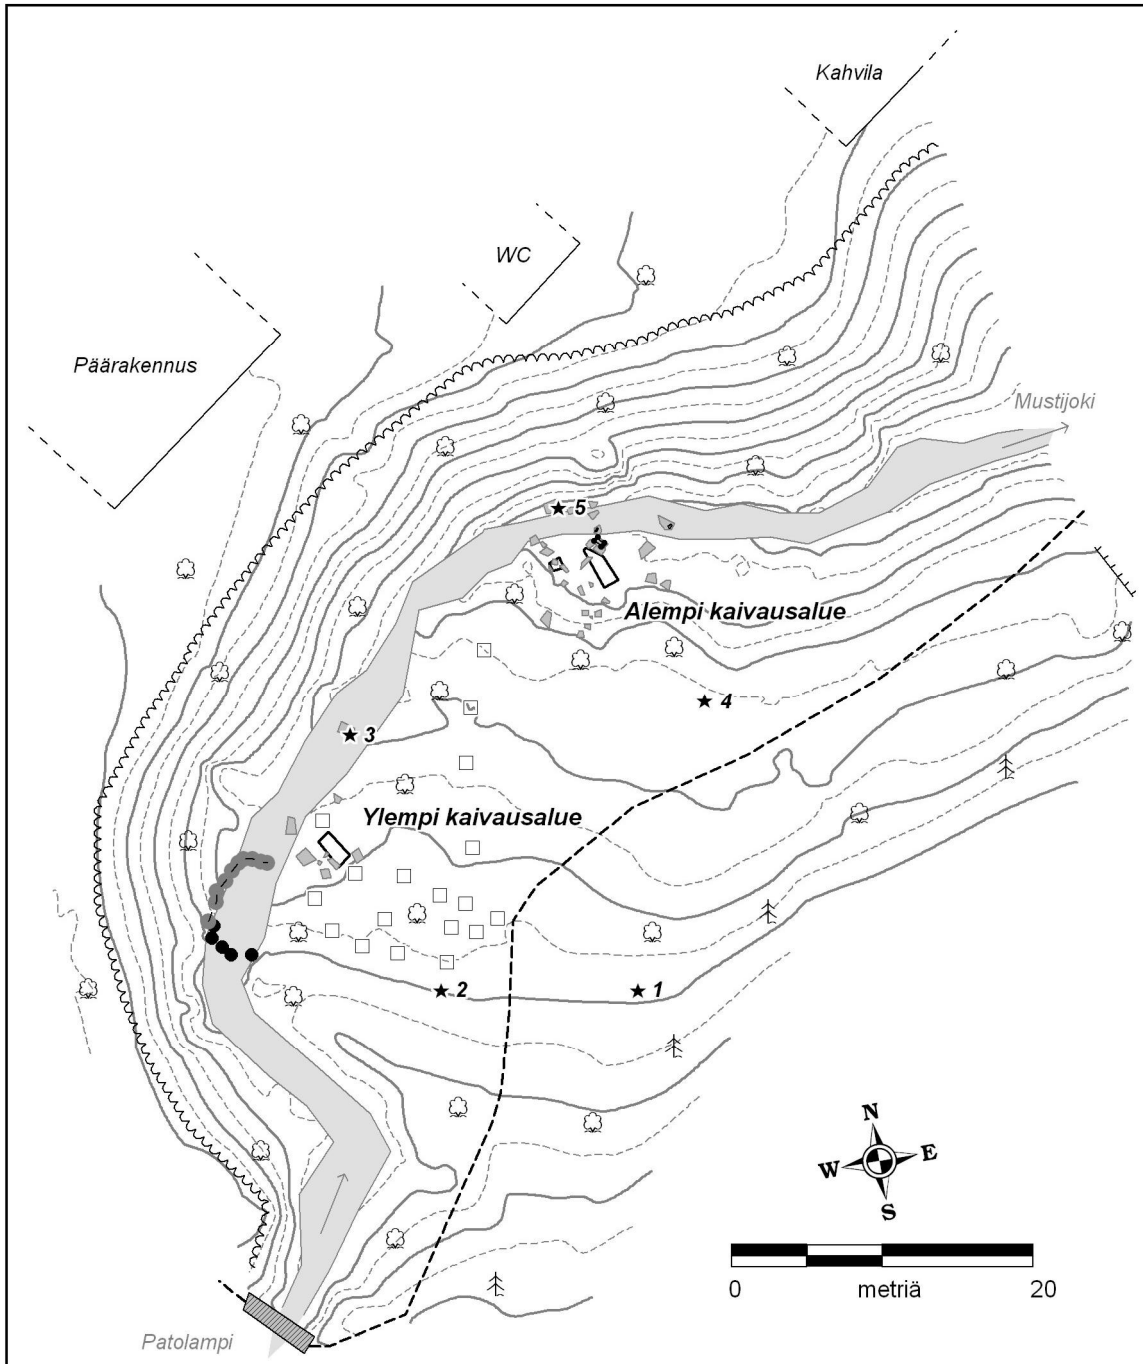 Kahvila
WC
Päärakennus
Mustijoki
5
Alempi kaivausalue
4
3
Ylempi kaivausalue
2
1
N
W
E
S
0
metriä
20
Patolampi